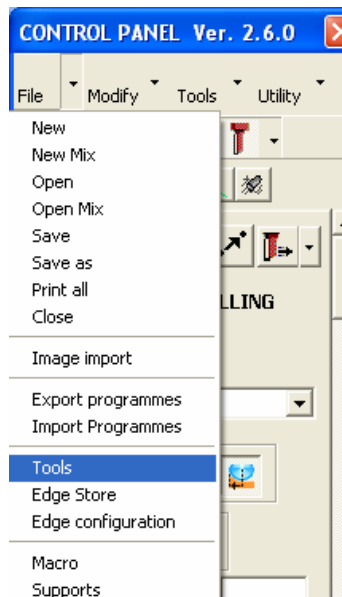 CONTROL PANEL Ver. 2.6.0
File Modify Tools Utility
New
New Mix
Open
Open Mix
Save
Save as
Print all
Close
LLING
Image import
Export programmes
Import Programmes
Tools
Edge Store
Edge configuration
Macro
Supports